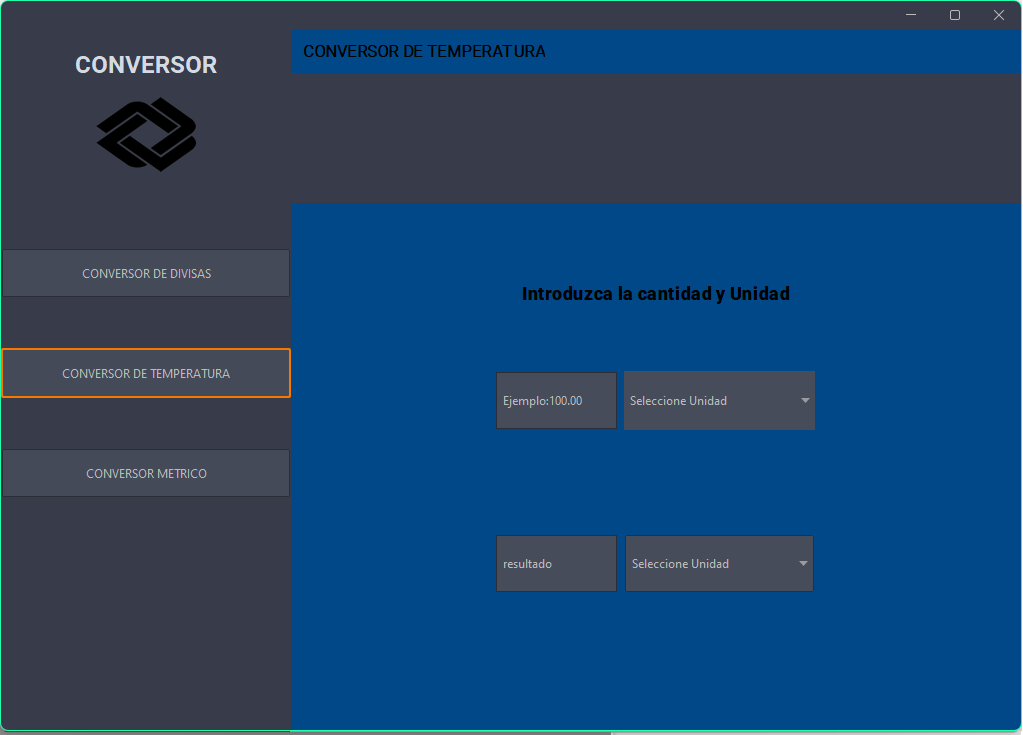 CONVERSOR
CONVERSOR DE TEMPERATURA
CONVERSOR DE DIVISAS
CONVERSOR DE TEMPERATURA
CONVERSOR METRICO
Introduzca la cantidad y Unidad
Ejemplo:100.00
Seleccione Unidad
resultado
Seleccione Unidad